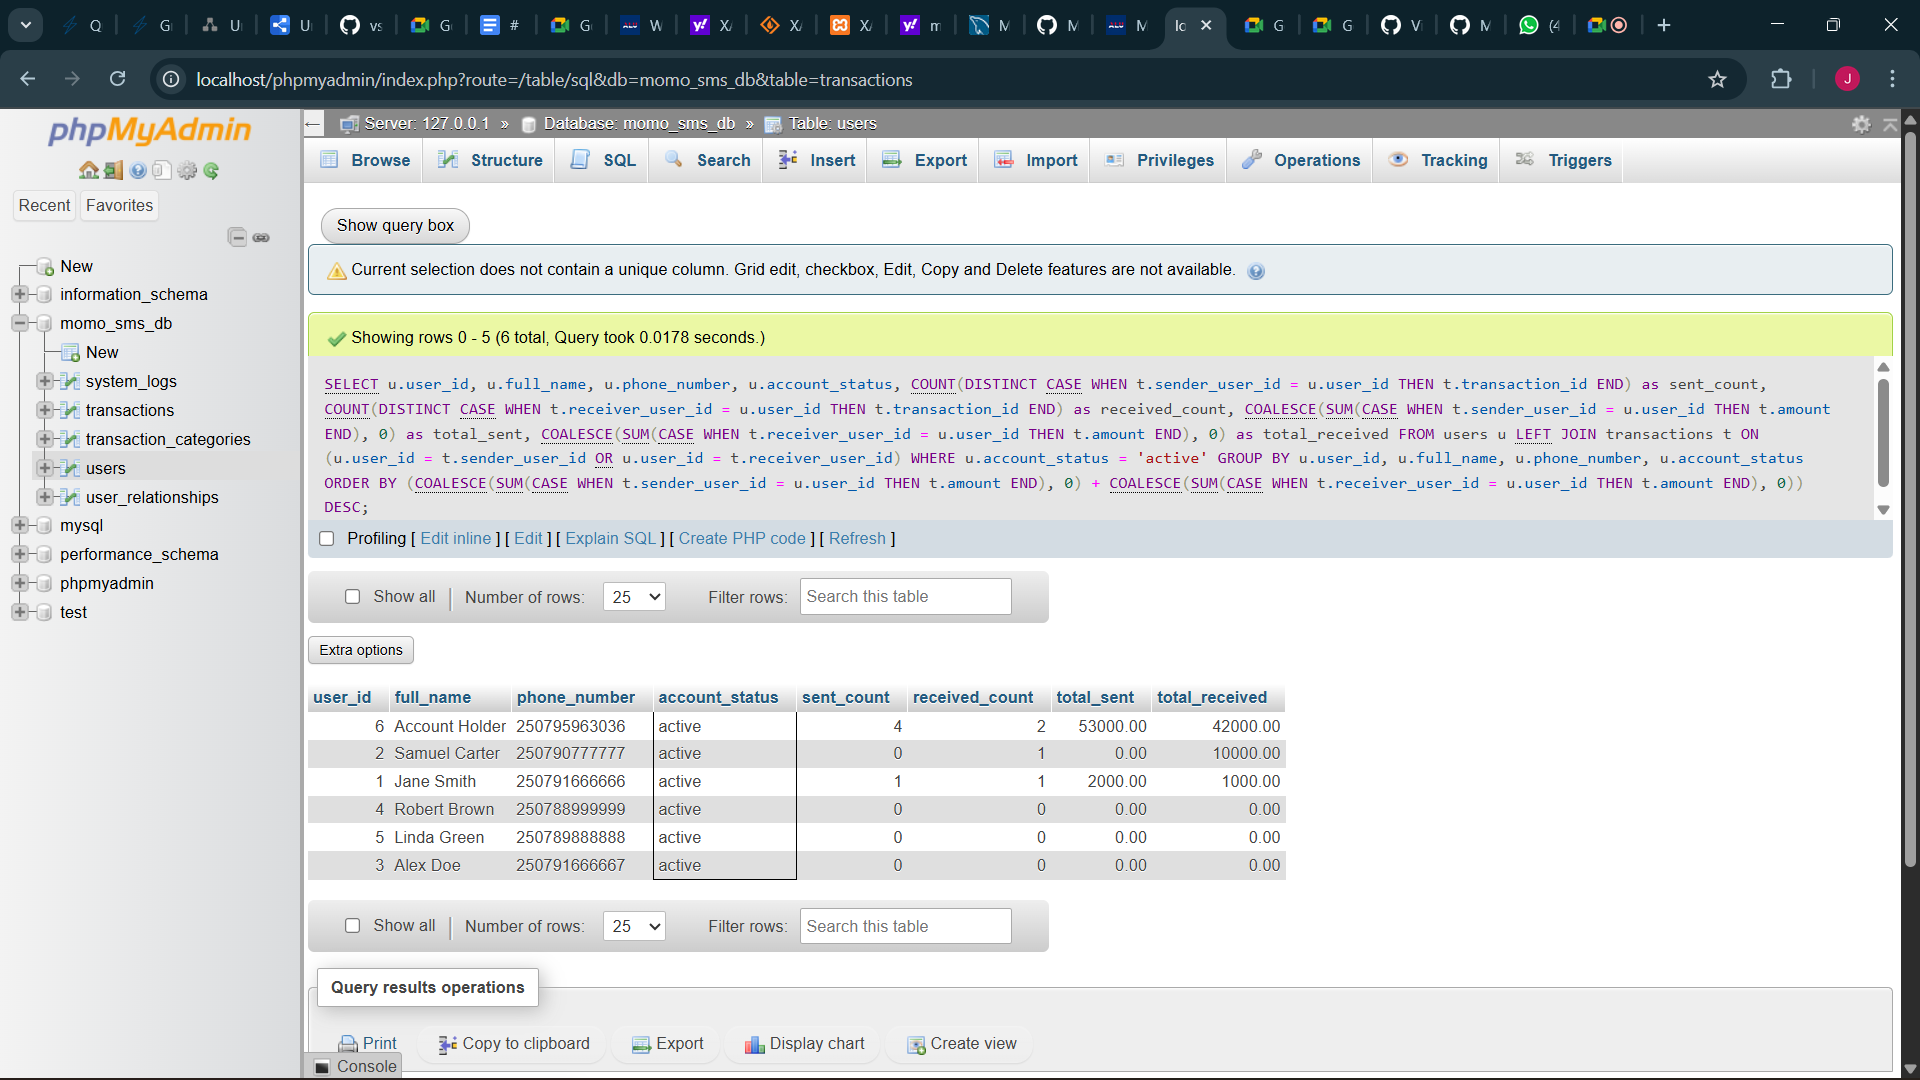 Q
G
U
U
vs
G
#
G
W
X/
X/
X/
m
M
M
M
lo
G
G
Vi
M
(4
localhost/phpmyadmin/index.php?route=/table/sql&db=momo_sms_db&table=transactions
J
phpMyAdmin
Recent
Favorites
New
information_schema
momo_sms_db
New
system_logs
transactions
transaction_categories
users
user_relationships
mysql
performance_schema
phpmyadmin
test
Server: 127.0.0.1 » Database: momo_sms_db » Table: users
Browse Structure SQL Search Insert Export Import Privileges Operations Tracking Triggers
Show query box
Current selection does not contain a unique column. Grid edit, checkbox, Edit, Copy and Delete features are not available.
Showing rows 0 - 5 (6 total, Query took 0.0178 seconds.)
SELECT u.user_id, u.full_name, u.phone_number, u.account_status, COUNT(DISTINCT CASE WHEN t.sender_user_id = u.user_id THEN t.transaction_id END) as sent_count,
COUNT(DISTINCT CASE WHEN t.receiver_user_id = u.user_id THEN t.transaction_id END) as received_count, COALESCE(SUM(CASE WHEN t.sender_user_id = u.user_id THEN t.amount
END), 0) as total_sent, COALESCE(SUM(CASE WHEN t.receiver_user_id = u.user_id THEN t.amount END), 0) as total_received FROM users u LEFT JOIN transactions t ON
(u.user_id = t.sender_user_id OR u.user_id = t.receiver_user_id) WHERE u.account_status = 'active' GROUP BY u.user_id, u.full_name, u.phone_number, u.account_status
ORDER BY (COALESCE(SUM(CASE WHEN t.sender_user_id = u.user_id THEN t.amount END), 0) + COALESCE(SUM(CASE WHEN t.receiver_user_id = u.user_id THEN t.amount END), 0))
DESC;
Profiling [ Edit inline ] [ Edit ] [ Explain SQL ] [ Create PHP code ] [ Refresh ]
Show all | Number of rows: 25 Filter rows: Search this table
Extra options
user_id full_name phone_number account_status sent_count received_count total_sent total_received
6 Account Holder 250795963036 active 4 2 53000.00 42000.00
2 Samuel Carter 250790777777 active 0 1 0.00 10000.00
1 Jane Smith 250791666666 active 1 1 2000.00 1000.00
4 Robert Brown 250788999999 active 0 0 0.00 0.00
5 Linda Green 250789888888 active 0 0 0.00 0.00
3 Alex Doe 250791666667 active 0 0 0.00 0.00
Show all | Number of rows: 25 Filter rows: Search this table
Query results operations
Print Copy to clipboard Export Display chart Create view
Console